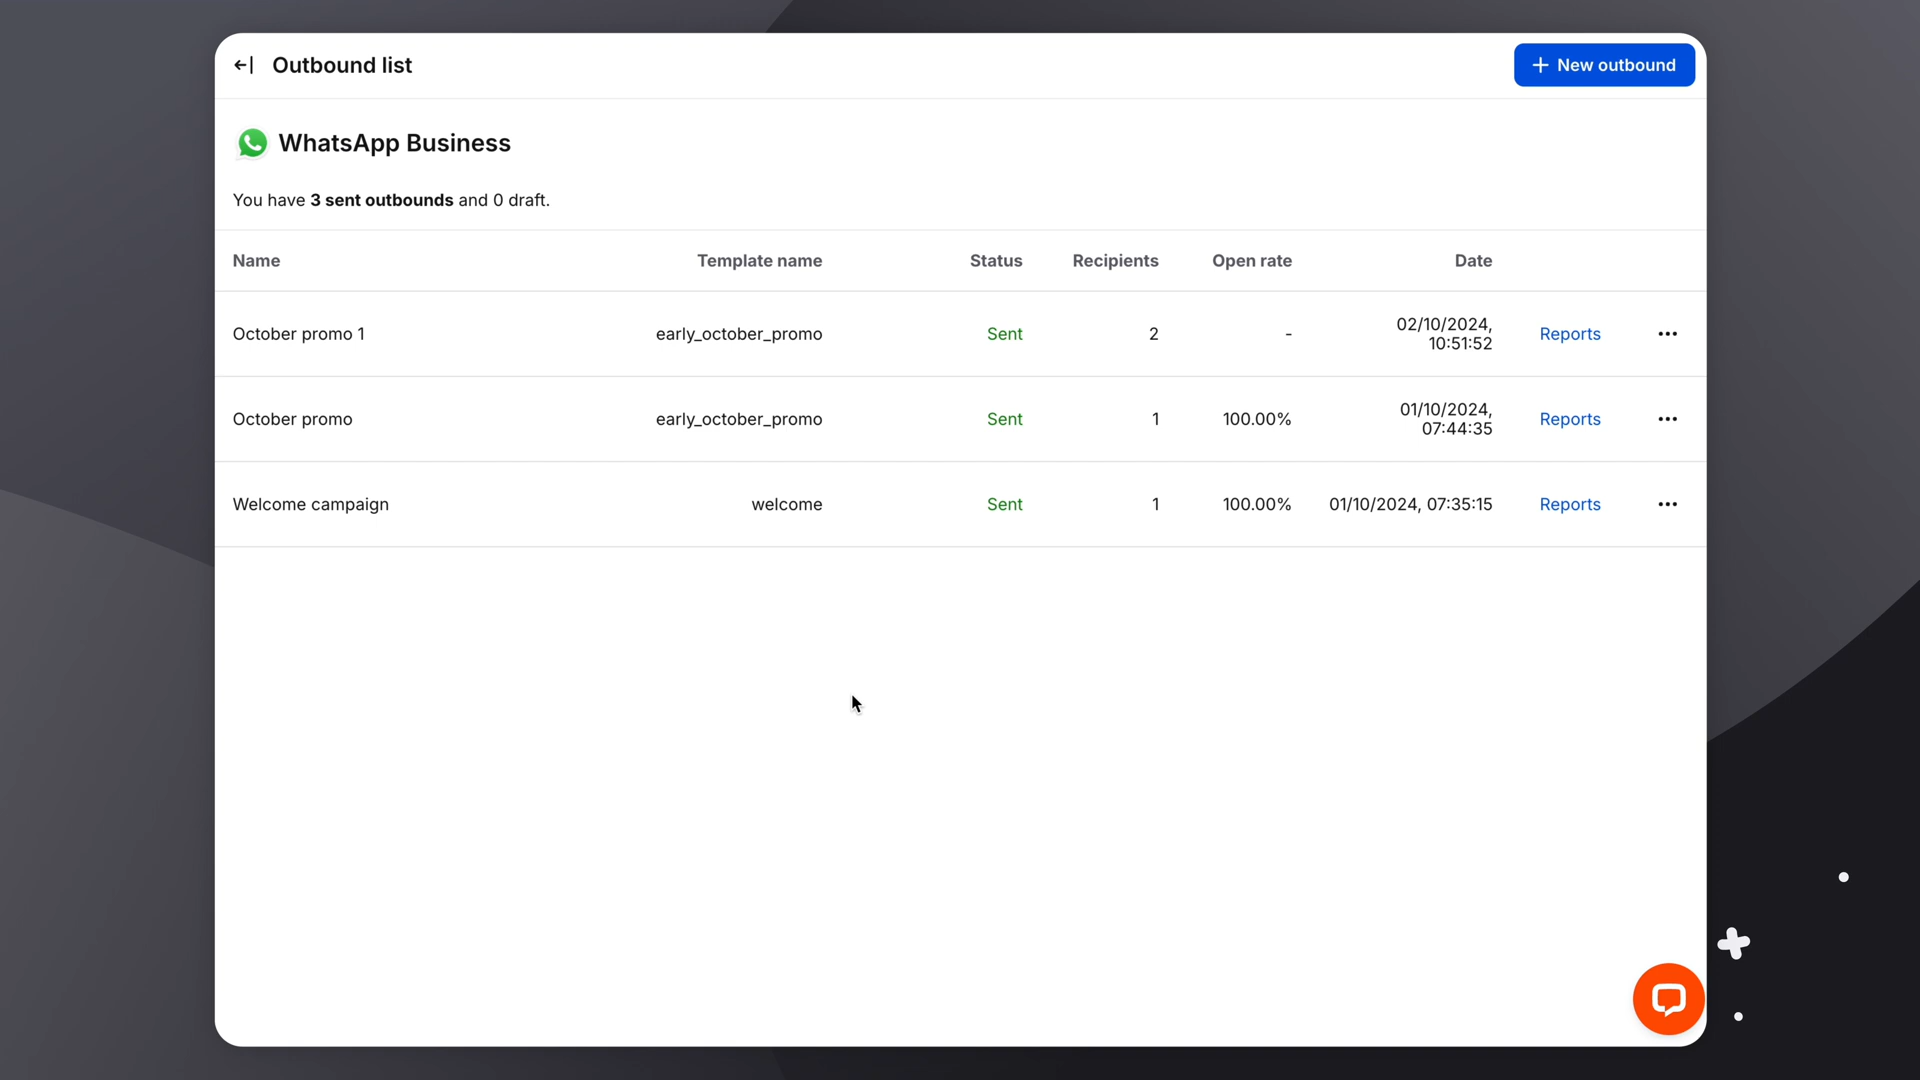 Outbound list
New outbound
WhatsApp Business
You have 3 sent outbounds and 0 draft.
Name Template name Status Recipients Open rate Date
October promo 1 early_october_promo Sent 2 - 02/10/2024, 10:51:52 Reports
October promo early_october_promo Sent 1 100.00% 01/10/2024, 07:44:35 Reports
Welcome campaign welcome Sent 1 100.00% 01/10/2024, 07:35:15 Reports